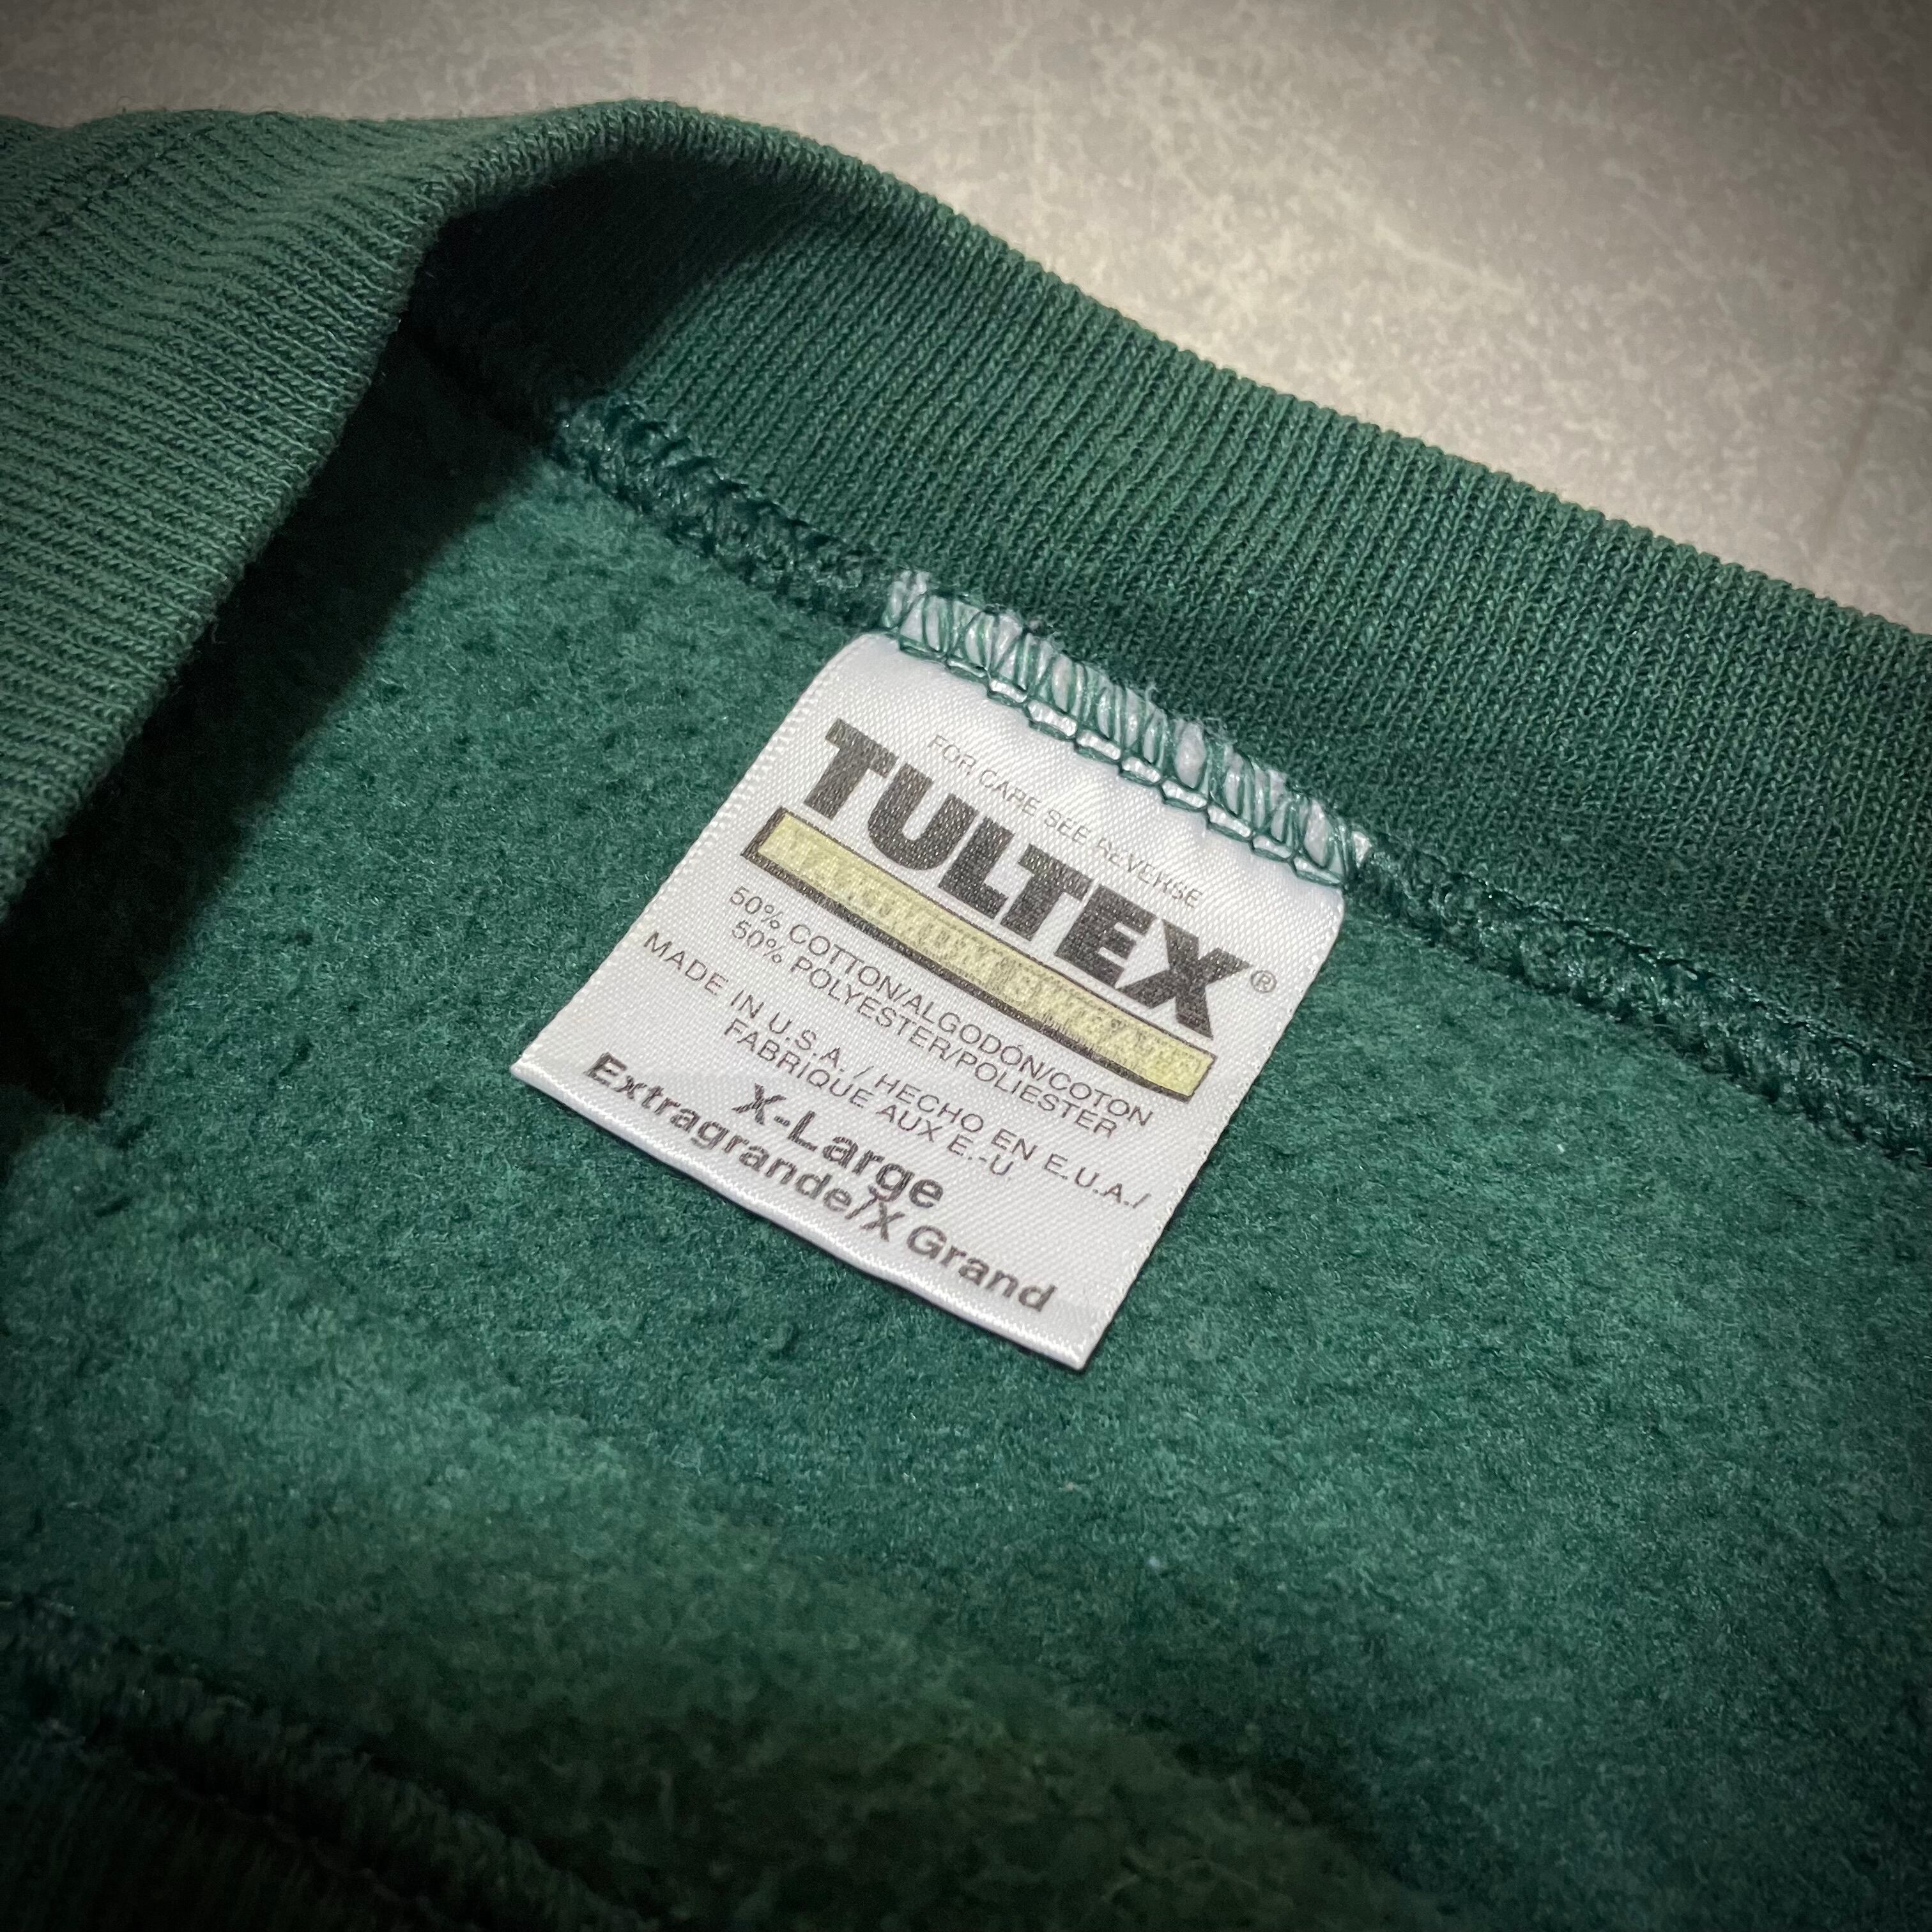 FOR CARE SEE REVERSE
TULTEX®
50% COTTON/ALGODÓN/COTON
50% POLYESTER/POLIESTER
MADE IN U.S.A. / HECHO EN E.U.A./
FABRIQUE AUX E.-U.
X-Large
Extragrande/X Grand